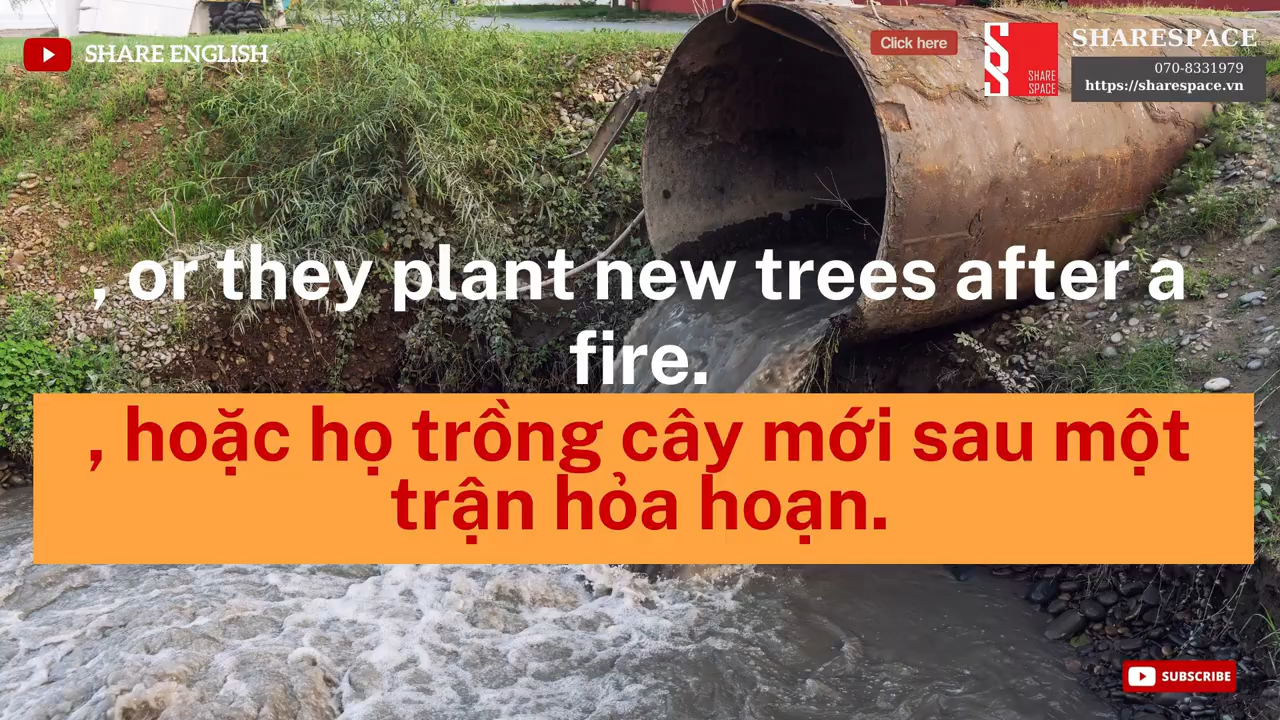 SHARE ENGLISH
Click here
SHARE
SPACE
SHARESPACE
070-8331979
https://sharespace.vn
, or they plant new trees after a
fire.
, hoặc họ trồng cây mới sau một
trận hỏa hoạn.
SUBSCRIBE